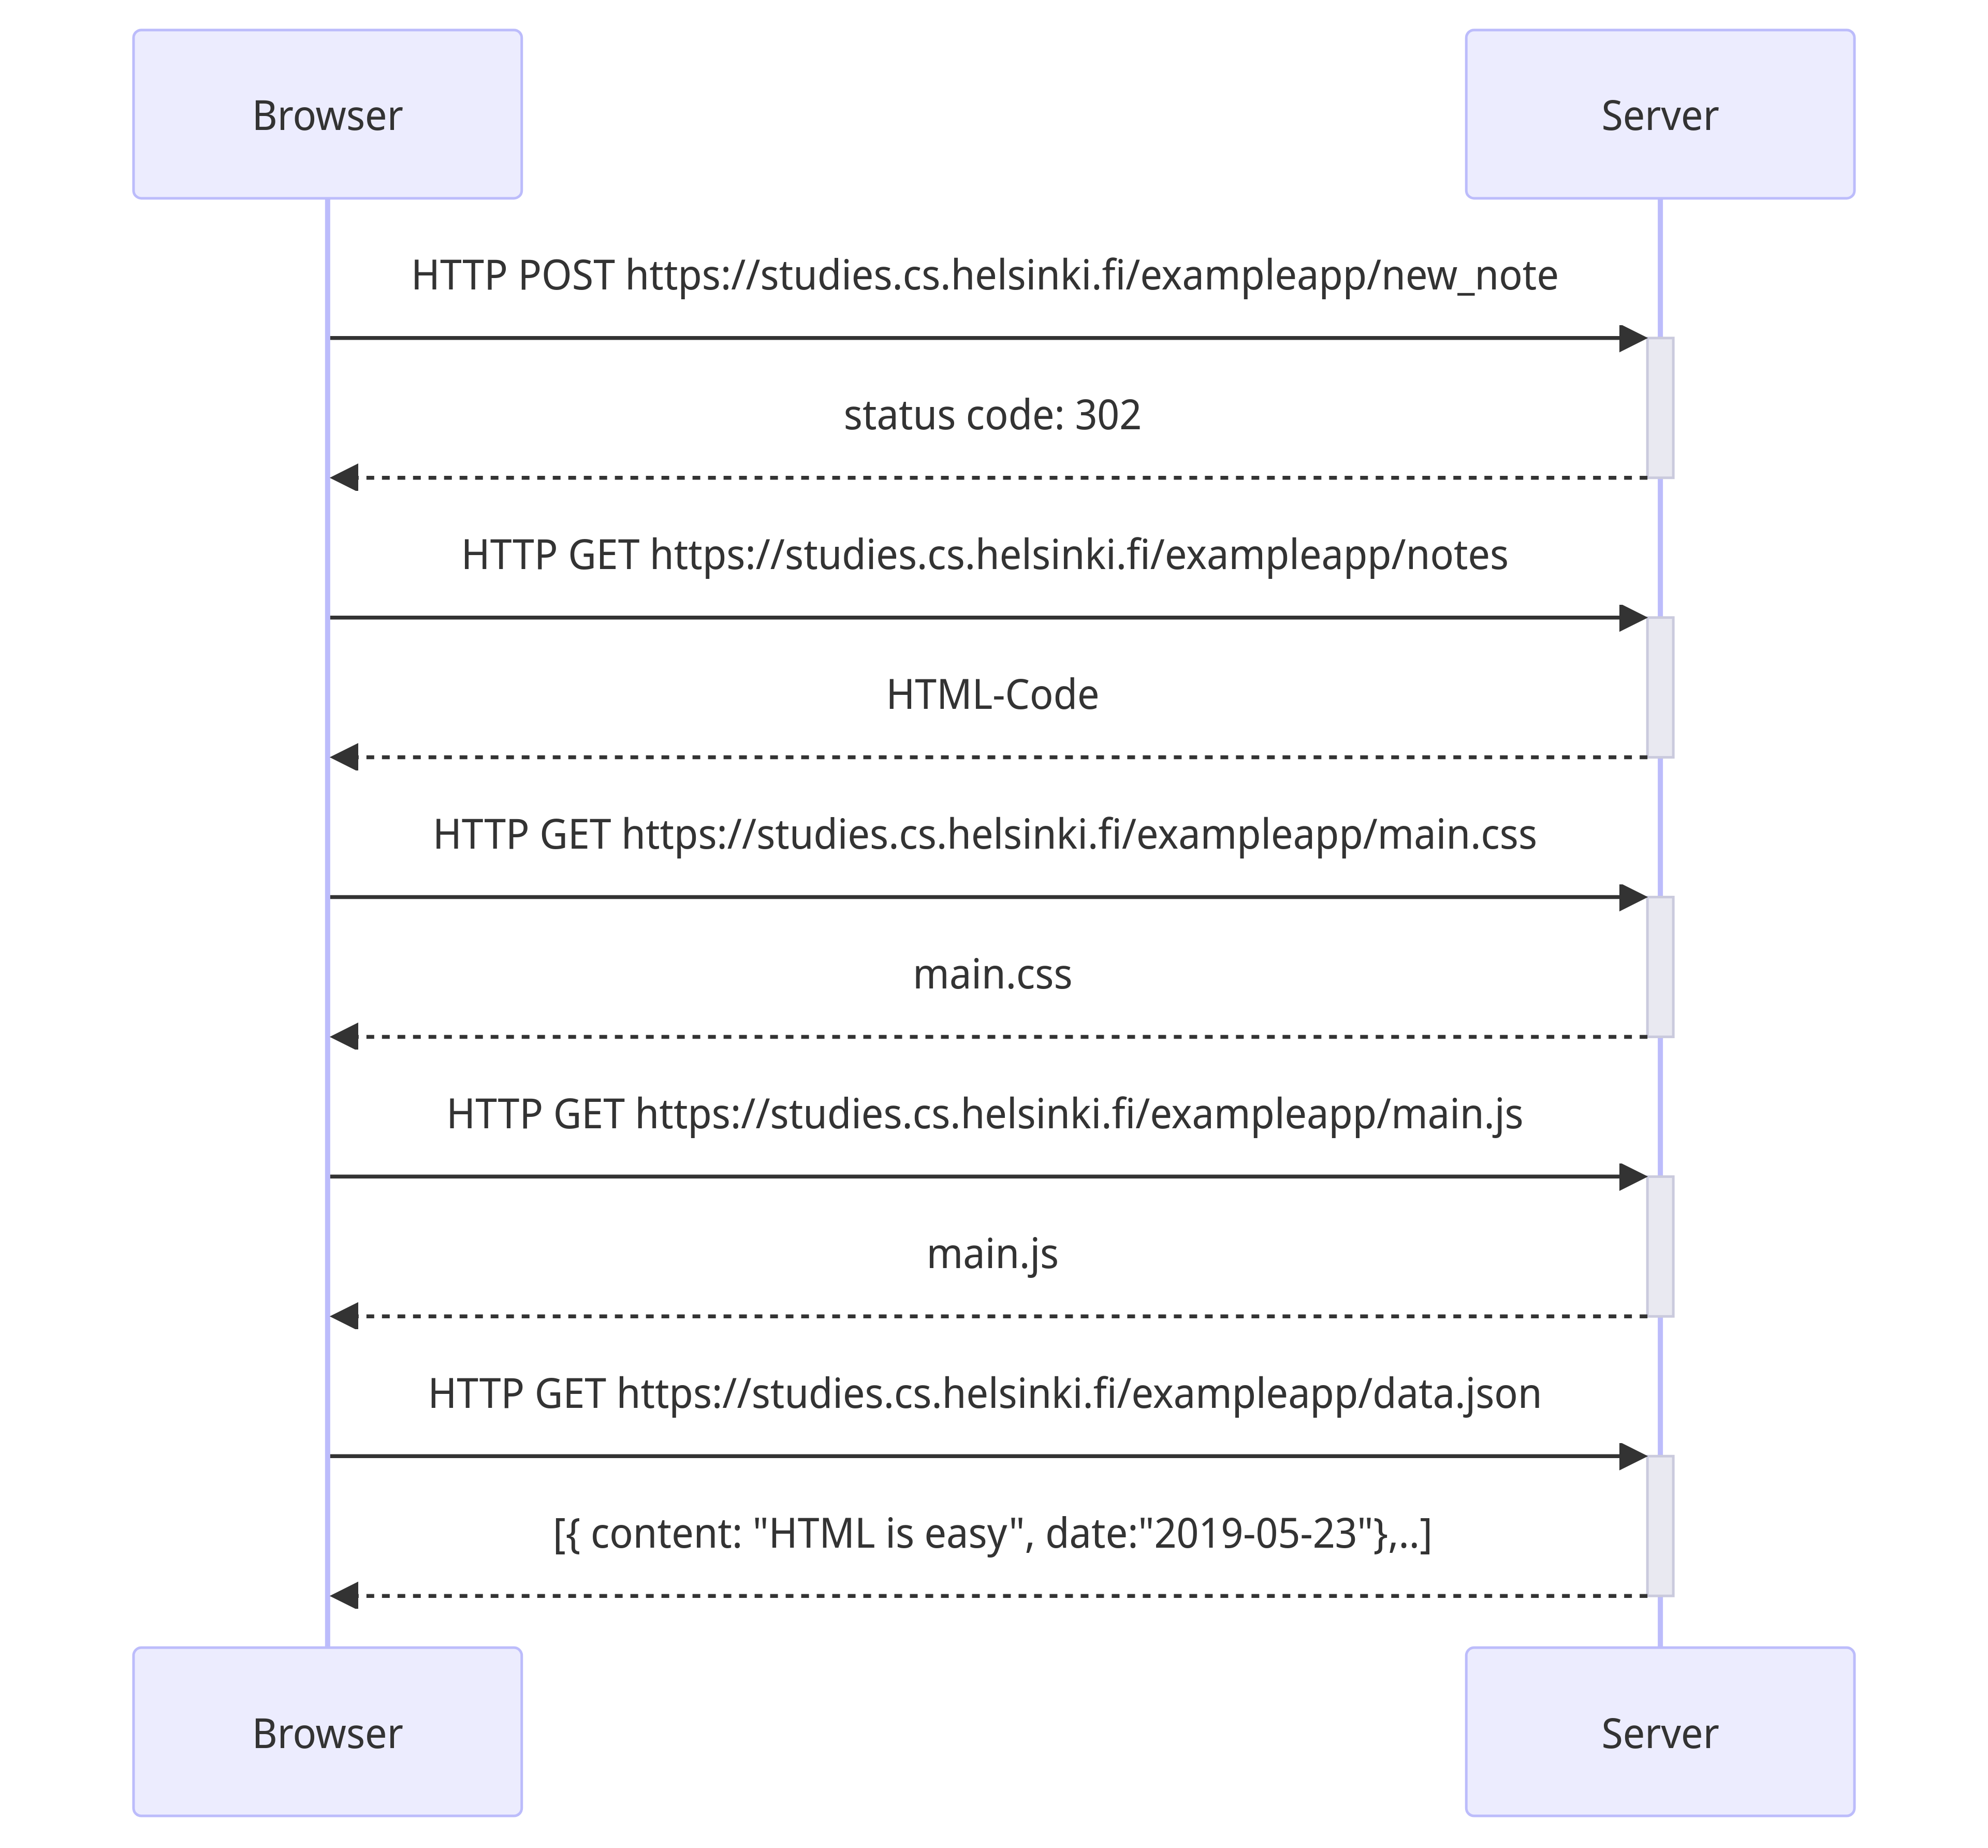 Browser
Server
HTTP POST https://studies.cs.helsinki.fi/exampleapp/new_note
status code: 302
HTTP GET https://studies.cs.helsinki.fi/exampleapp/notes
HTML-Code
HTTP GET https://studies.cs.helsinki.fi/exampleapp/main.css
main.css
HTTP GET https://studies.cs.helsinki.fi/exampleapp/main.js
main.js
HTTP GET https://studies.cs.helsinki.fi/exampleapp/data.json
[{ content: "HTML is easy", date:"2019-05-23"},..]
Browser
Server